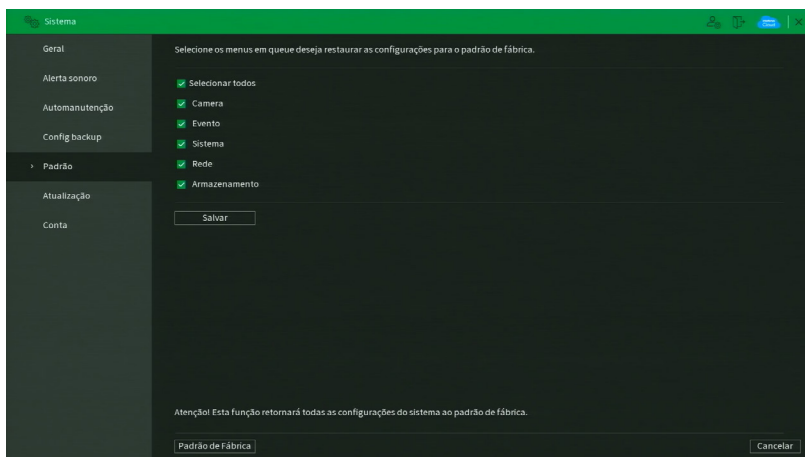 Sistema
Geral
Alerta sonoro
Automanutenção
Config backup
Padrão
Atualização
Conta
Selecione os menus em queue deseja restaurar as configurações para o padrão de fábrica.
Selecionar todos
Camera
Evento
Sistema
Rede
Armazenamento
Salvar
Atenção! Esta função retornará todas as configurações do sistema ao padrão de fábrica.
Padrão de Fábrica
Cancelar